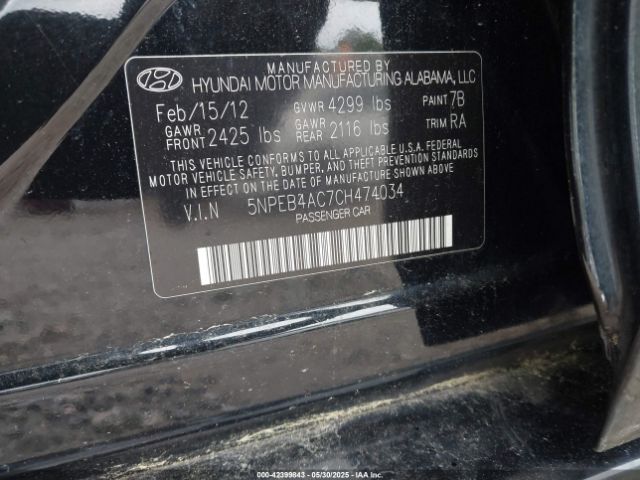 MANUFACTURED BY
HYUNDAI MOTOR MANUFACTURING ALABAMA, LLC
Feb/15/12 GVWR 4299 lbs PAINT 7B
GAWR FRONT 2425 lbs GAWR REAR 2116 lbs TRIM RA
THIS VEHICLE CONFORMS TO ALL APPLICABLE U.S.A. FEDERAL
MOTOR VEHICLE SAFETY, BUMPER, AND THEFT PREVENTION STANDARDS
IN EFFECT ON THE DATE OF MANUFACTURE SHOWN ABOVE.
V.I.N 5NPEB4AC7CH474034
PASSENGER CAR
000-42399843 - 05/30/2025 - IAAI.COM